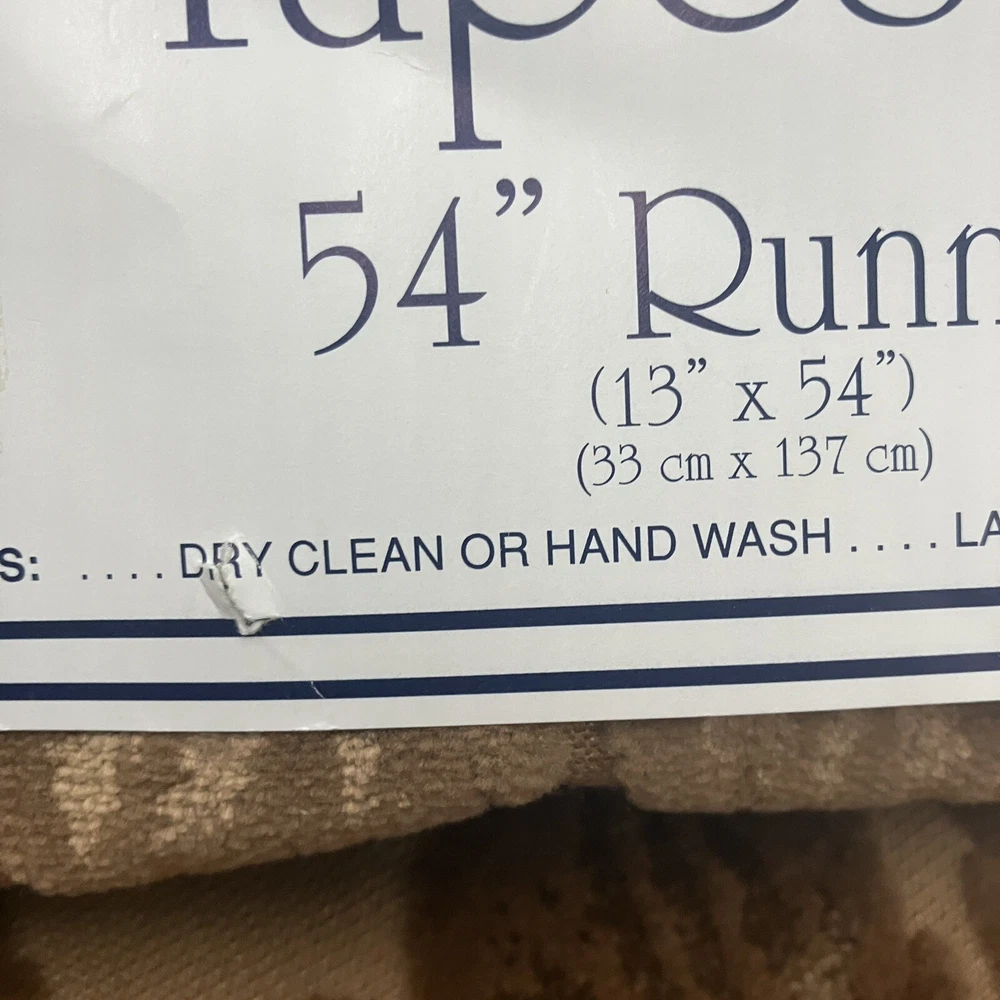 54” Runn
(13” x 54”)
(33 cm x 137 cm)
S: .... DRY CLEAN OR HAND WASH .... LA